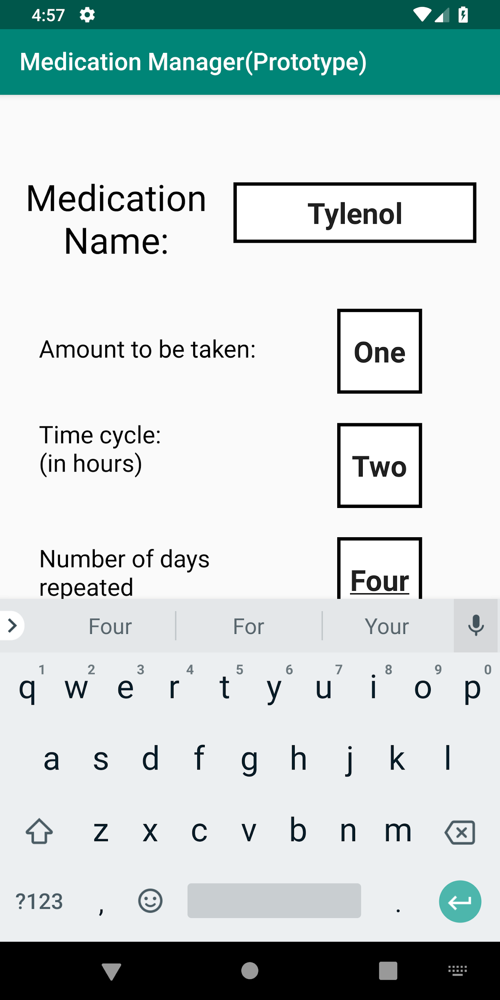 4:57
Medication Manager(Prototype)
Medication
Name:
Tylenol
Amount to be taken:
One
Time cycle:
(in hours)
Two
Number of days
repeated
Four
Four For Your
1 2 3 4 5 6 7 8 9 0
q w e r t y u i o p
a s d f g h j k l
z x c v b n m
?123 , .